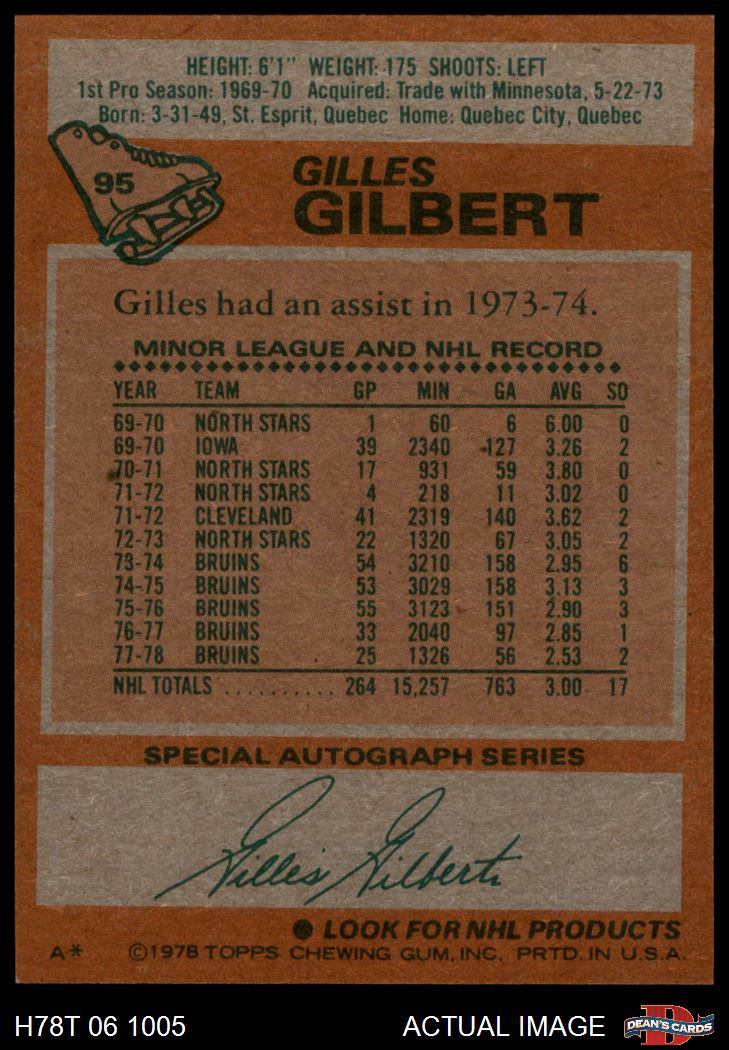 HEIGHT: 6'1" WEIGHT: 175 SHOOTS: LEFT
1st Pro Season: 1969-70 Acquired: Trade with Minnesota, 5-22-73
Born: 3-31-49, St. Esprit, Quebec Home: Quebec City, Quebec
95
GILLES
GILBERT
Gilles had an assist in 1973-74.
MINOR LEAGUE AND NHL RECORD
YEAR TEAM GP MIN GA AVG SO
69-70 NORTH STARS 1 60 6 6.00 0
69-70 IOWA 39 2340 127 3.26 2
70-71 NORTH STARS 17 931 59 3.80 0
71-72 NORTH STARS 4 218 11 3.02 0
71-72 CLEVELAND 41 2319 140 3.62 2
72-73 NORTH STARS 22 1320 67 3.05 2
73-74 BRUINS 54 3210 158 2.95 6
74-75 BRUINS 53 3029 158 3.13 3
75-76 BRUINS 55 3123 151 2.90 3
76-77 BRUINS 33 2040 97 2.85 1
77-78 BRUINS 25 1326 56 2.53 2
NHL TOTALS .......... 264 15,257 763 3.00 17
SPECIAL AUTOGRAPH SERIES
Gilles Gilbert
● LOOK FOR NHL PRODUCTS
A* ©1978 TOPPS CHEWING GUM, INC. PRTD. IN U.S.A.
H78T 06 1005 ACTUAL IMAGE DEAN'S CARDS